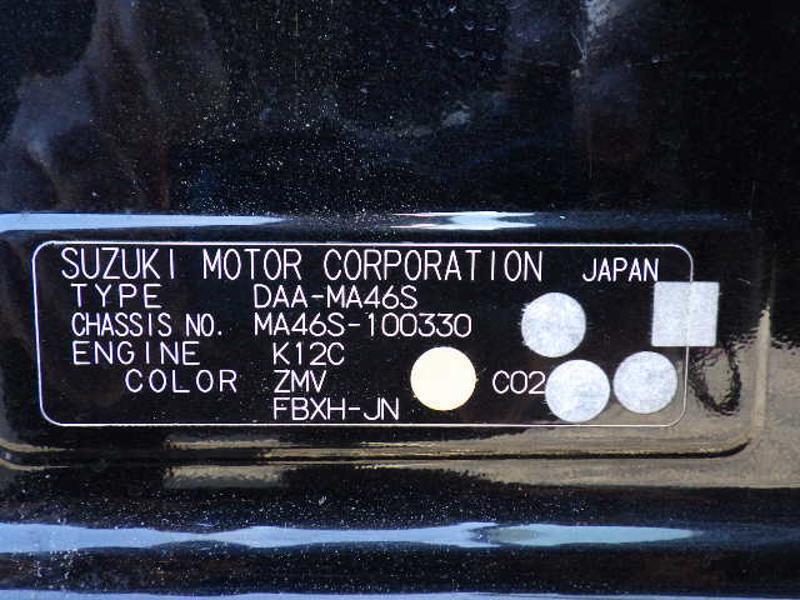 SUZUKI MOTOR CORPORATION JAPAN
TYPE DAA-MA46S
CHASSIS NO. MA46S-100330
ENGINE K12C
COLOR ZMV C02
FBXH-JN